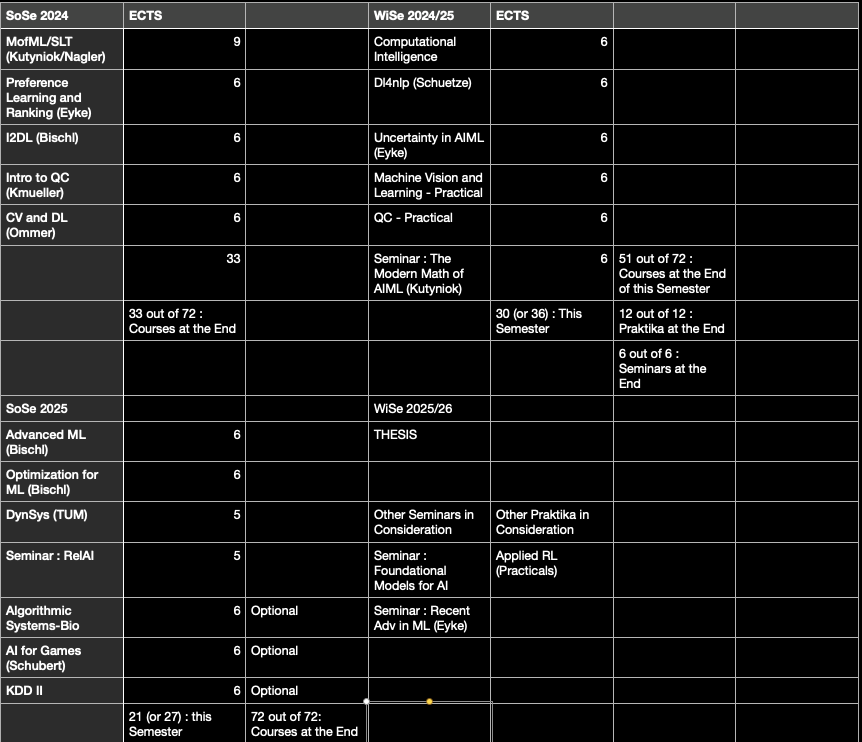 SoSe 2024 ECTS WiSe 2024/25 ECTS
MofML/SLT 9 Computational 6
(Kutyniok/Nagler) Intelligence
Preference 6 Dl4nlp (Schuetze) 6
Learning and
Ranking (Eyke)
I2DL (Bischl) 6 Uncertainty in AIML 6
(Eyke)
Intro to QC 6 Machine Vision and 6
(Kmueller) Learning - Practical
CV and DL 6 QC - Practical 6
(Ommer)
33 Seminar : The 6 51 out of 72 :
Modern Math of Courses at the End
AIML (Kutyniok) of this Semester
33 out of 72 : 30 (or 36) : This 12 out of 12 :
Courses at the End Semester Praktika at the End
6 out of 6 :
Seminars at the
End
SoSe 2025 WiSe 2025/26
Advanced ML 6 THESIS
(Bischl)
Optimization for 6
ML (Bischl)
DynSys (TUM) 5 Other Seminars in Other Praktika in
Consideration Consideration
Seminar : RelAI 5 Seminar : Applied RL
Foundational (Practicals)
Models for AI
Algorithmic 6 Optional Seminar : Recent
Systems-Bio Adv in ML (Eyke)
AI for Games 6 Optional
(Schubert)
KDD II 6 Optional
21 (or 27) : this 72 out of 72:
Semester Courses at the End